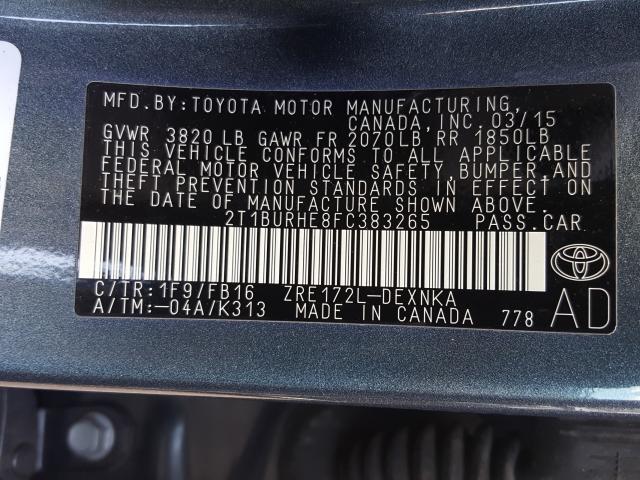 MFD.BY:TOYOTA MOTOR MANUFACTURING,
CANADA,INC.03/15
GVWR 3820LB GAWR FR 2070LB RR 1850LB
THIS VEHICLE CONFORMS TO ALL APPLICABLE
FEDERAL MOTOR VEHICLE SAFETY,BUMPER,AND
THEFT PREVENTION STANDARDS IN EFFECT ON
THE DATE OF MANUFACTURE SHOWN ABOVE.
2T1BURHE8FC383265 PASS.CAR
C/TR:1F9/FB16 ZRE172L-DEXNKA
A/TM:-04A/K313 MADE IN CANADA 778
AD